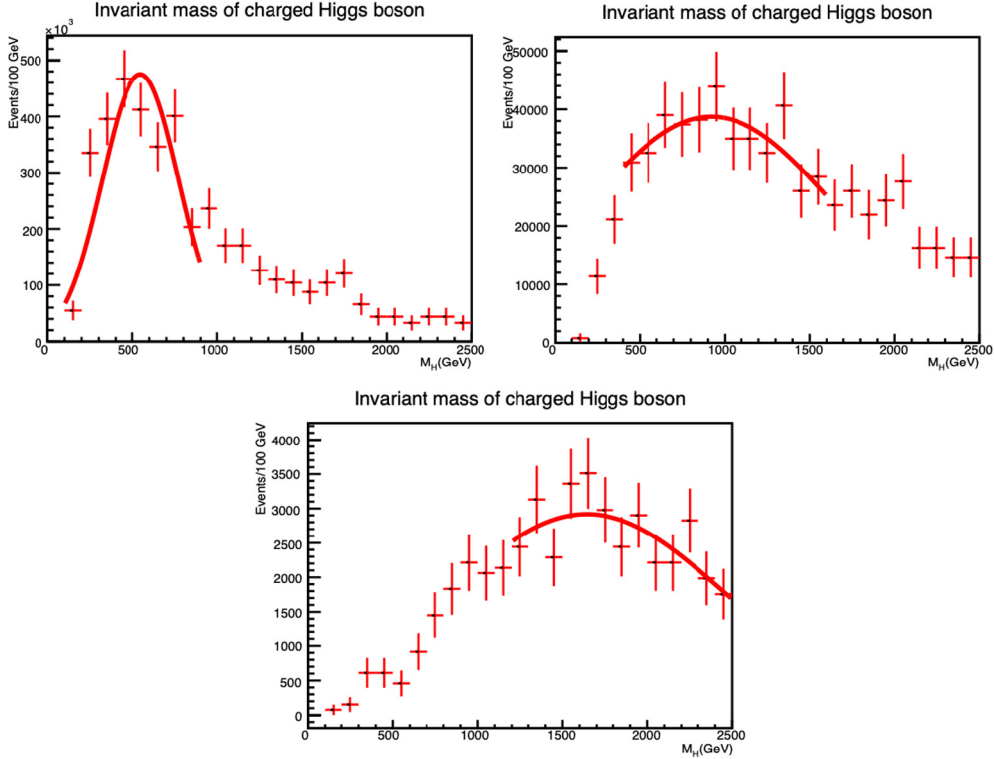 Invariant mass of charged Higgs boson
×10³
Events/100 GeV
500
400
300
200
100
0
0 500 1000 1500 2000 2500
M_H(GeV)
Invariant mass of charged Higgs boson
Events/100 GeV
50000
40000
30000
20000
10000
0
0 500 1000 1500 2000 2500
M_H(GeV)
Invariant mass of charged Higgs boson
Events/100 GeV
4000
3500
3000
2500
2000
1500
1000
500
0
0 500 1000 1500 2000 2500
M_H(GeV)